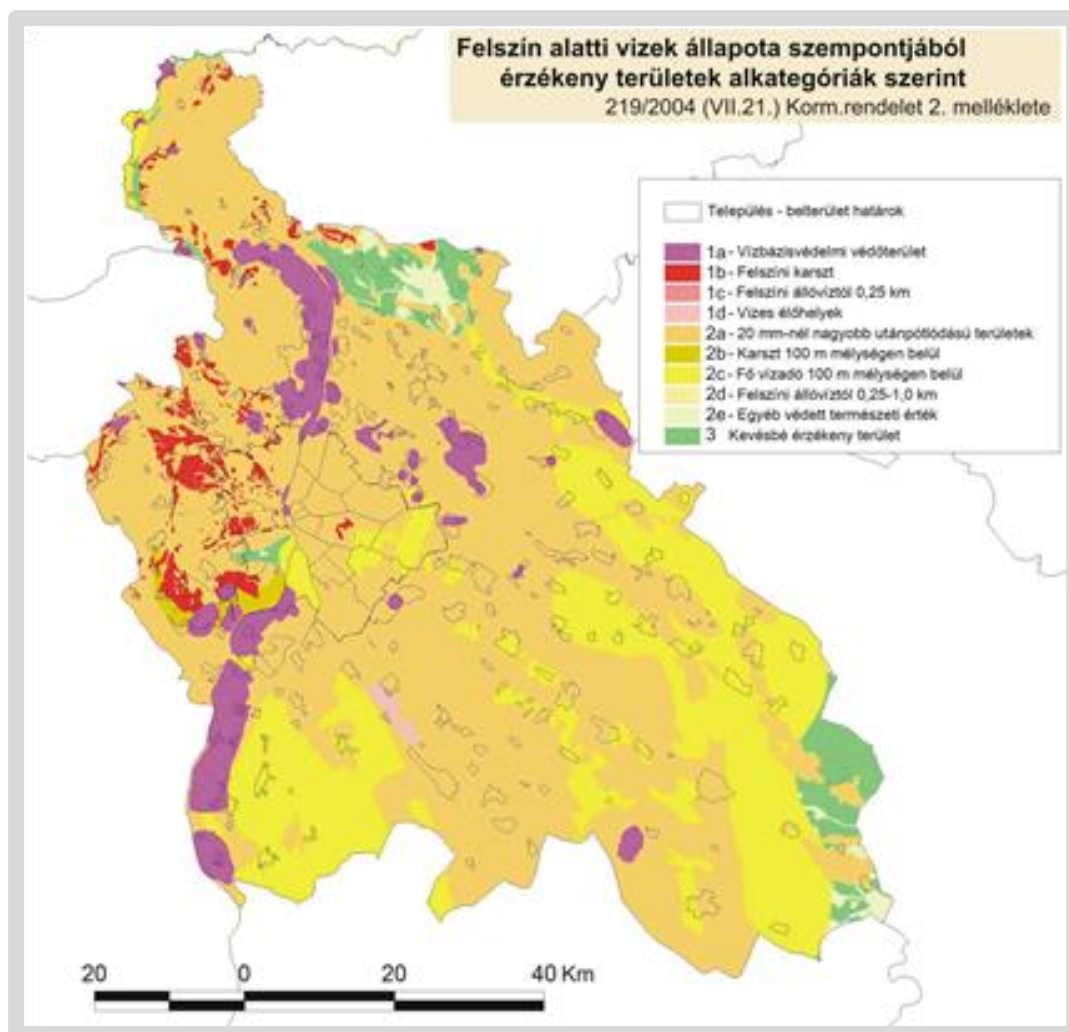 Felszín alatti vizek állapota szempontjából
érzékeny területek alkategóriák szerint
219/2004 (VII.21.) Korm.rendelet 2. melléklete
Település - belterület határok
1a - Vízbázisvédelmi védőterület
1b - Felszíni karszt
1c - Felszíni állóvíztől 0,25 km
1d - Vizes élőhelyek
2a - 20 mm-nél nagyobb utánpótlódású területek
2b - Karszt 100 m mélységen belül
2c - Fő vízadó 100 m mélységen belül
2d - Felszíni állóvíztől 0,25-1,0 km
2e - Egyéb védett természeti érték
3 Kevésbé érzékeny terület
20 0 20 40 Km